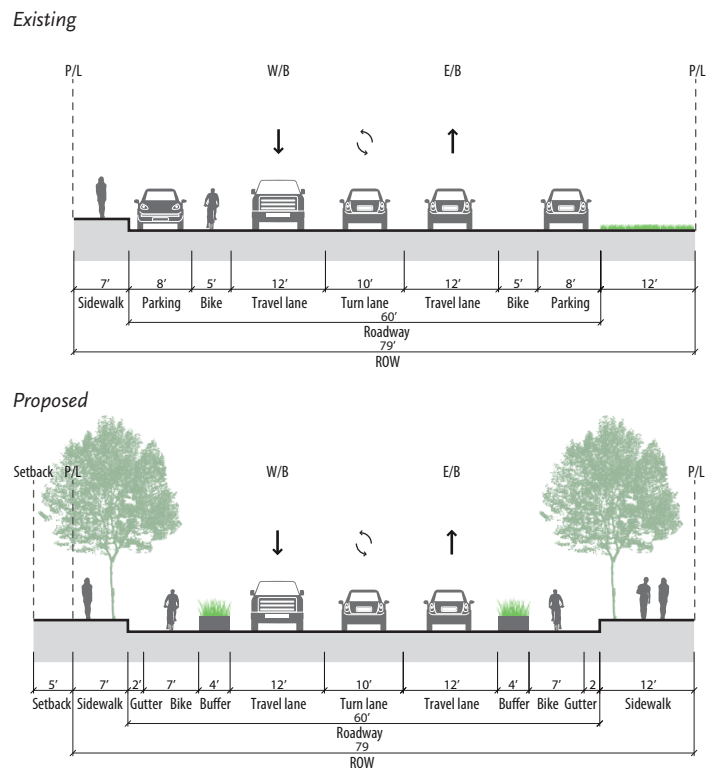 Existing
P/L W/B E/B P/L
7’ 8’ 5’ 12’ 10’ 12’ 5’ 8’ 12’
Sidewalk Parking Bike Travel lane Turn lane Travel lane Bike Parking
60’
Roadway
79’
ROW
Proposed
Setback P/L W/B E/B P/L
5’ 7’ 2’ 7’ 4’ 12’ 10’ 12’ 4’ 7’ 2 12’
Setback Sidewalk Gutter Bike Buffer Travel lane Turn lane Travel lane Buffer Bike Gutter Sidewalk
60’
Roadway
79
ROW